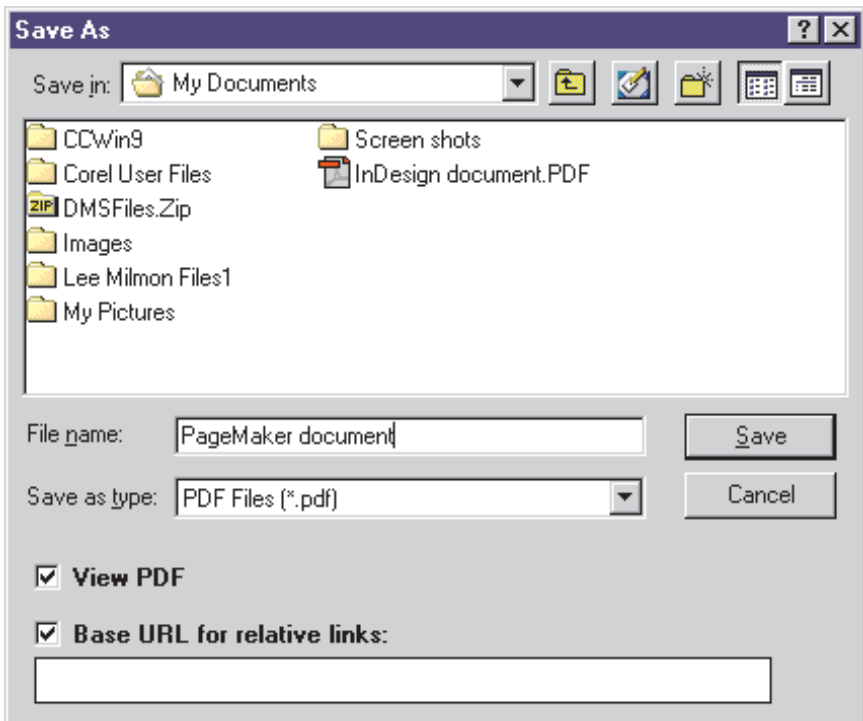 Save As
Save in: My Documents
CCWin9
Corel User Files
ZIP DMSFiles.Zip
Images
Lee Milmon Files1
My Pictures
Screen shots
InDesign document.PDF
File name: PageMaker document
Save
Save as type: PDF Files (*.pdf)
Cancel
View PDF
Base URL for relative links: